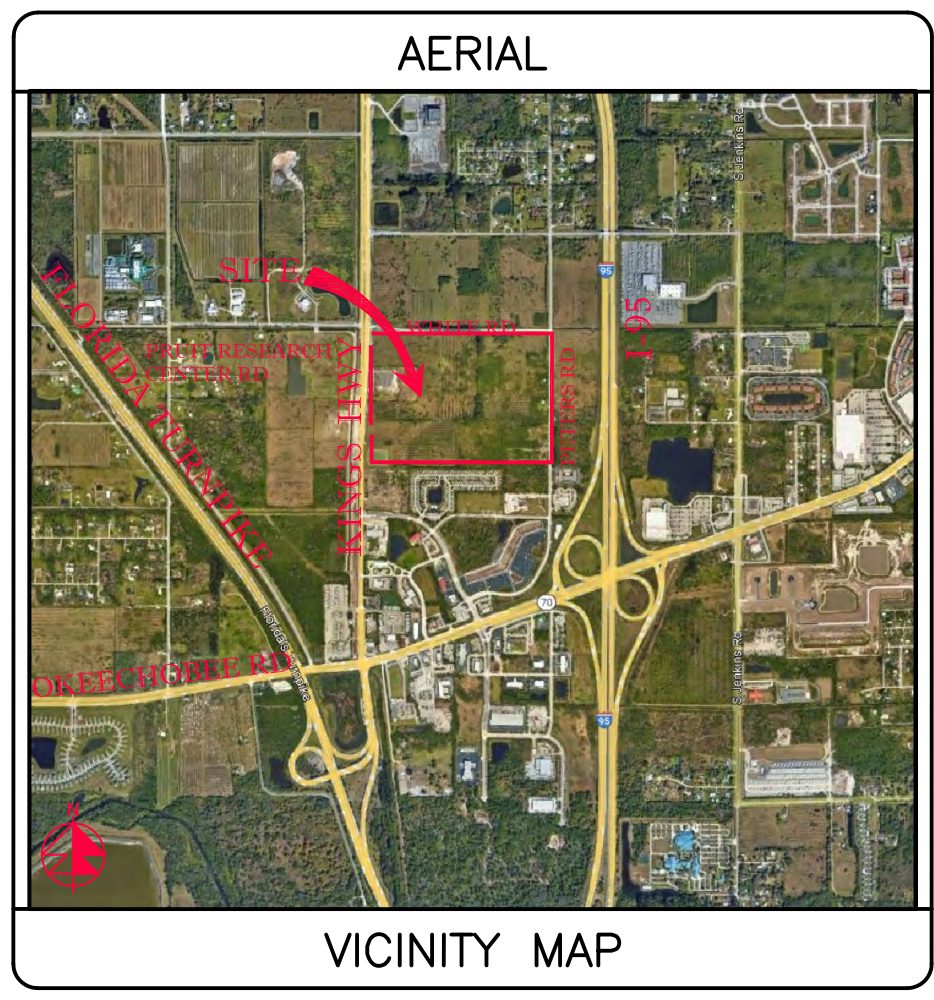 AERIAL
S Jenkins Rd
SITE
95
I-95
FLORIDA TURNPIKE
WHITE RD
PRUIT RESEARCH
CENTER RD
KINGS HWY
PETERS RD
70
Florida's Turnpike
S Jenkins Rd
OKEECHOBEE RD
95
N
VICINITY MAP